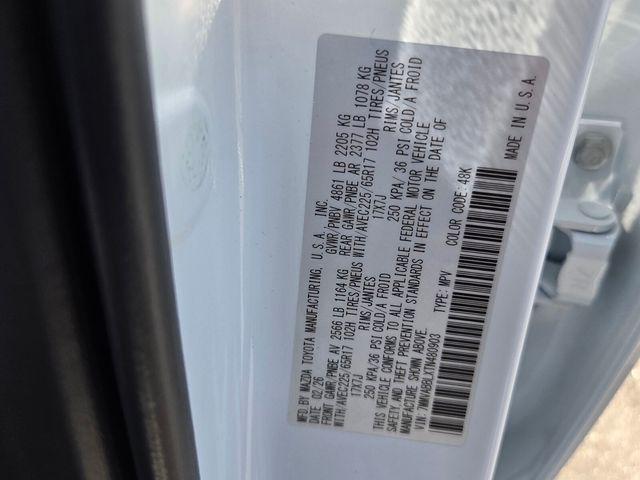 MFD. BY MAZDA TOYOTA MANUFACTURING, U.S.A., INC.
DATE: 02/26 GVWR/PNBV 4861 LB 2205 KG
FRONT GAWR/PNBE AV 2566 LB 1164 KG REAR GAWR/PNBE AR 2377 LB 1078 KG
WITH/AVEC225/65R17 102H TIRES/PNEUS WITH/AVEC225/65R17 102H TIRES/PNEUS
17X7J RIMS/JANTES 17X7J RIMS/JANTES
250 KPA/36 PSI COLD/A FROID 250 KPA/ 36 PSI COLD/A FROID
THIS VEHICLE CONFORMS TO ALL APPLICABLE FEDERAL MOTOR VEHICLE
SAFETY AND THEFT PREVENTION STANDARDS IN EFFECT ON THE DATE OF
MANUFACTURE SHOWN ABOVE.
VIN: 7MMVABBLXTN480903 TYPE: MPV COLOR CODE: 48K
MADE IN U.S.A.